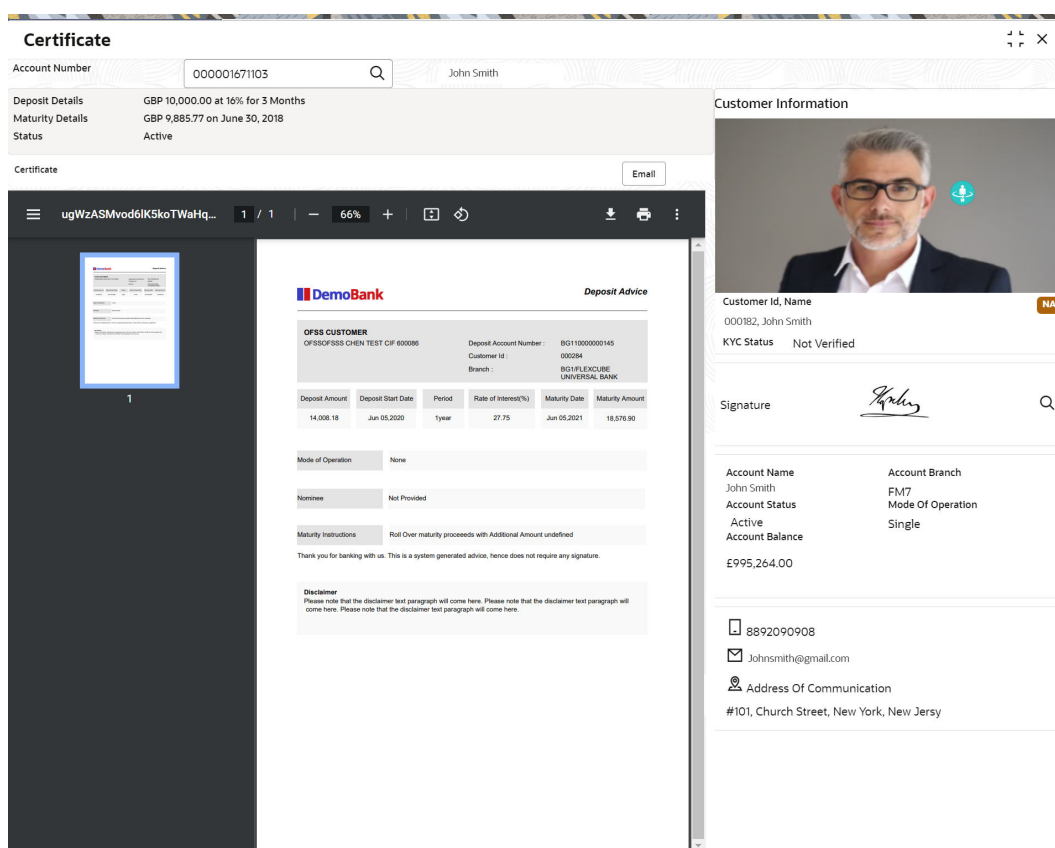 Certificate
Account Number
000001671103
John Smith
Deposit Details GBP 10,000.00 at 16% for 3 Months
Maturity Details GBP 9,885.77 on June 30, 2018
Status Active
Certificate
Email
ugWzASMvod6lK5koTWaHq... 1 / 1 66%
1
DemoBank
Deposit Advice
OFSS CUSTOMER
OFSSOFSSS CHEN TEST CIF 600086
Deposit Account Number : BG110000000145
Customer Id : 000284
Branch : BG1/FLEXCUBE
UNIVERSAL BANK
Deposit Amount Deposit Start Date Period Rate of Interest(%) Maturity Date Maturity Amount
14,008.18 Jun 05,2020 1year 27.75 Jun 05,2021 18,576.90
Mode of Operation None
Nominee Not Provided
Maturity Instructions Roll Over maturity proceeeds with Additional Amount undefined
Thank you for banking with us. This is a system generated advice, hence does not require any signature.
Disclaimer
Please note that the disclaimer text paragraph will come here. Please note that the disclaimer text paragraph will
come here. Please note that the disclaimer text paragraph will come here.
Customer Information
Customer Id, Name
NA
000182, John Smith
KYC Status Not Verified
Signature
Account Name Account Branch
John Smith FM7
Account Status Mode Of Operation
Active Single
Account Balance
£995,264.00
8892090908
Johnsmith@gmail.com
Address Of Communication
#101, Church Street, New York, New Jersy